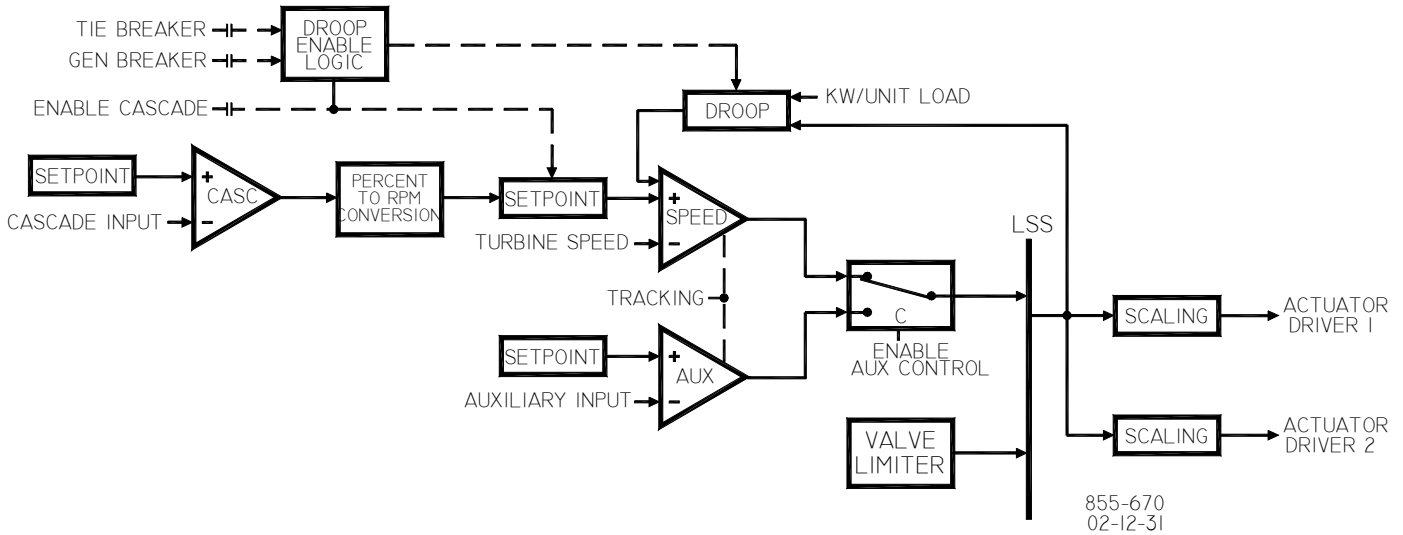 TIE BREAKER
GEN BREAKER
DROOP
ENABLE
LOGIC
ENABLE CASCADE
DROOP
KW/UNIT LOAD
SETPOINT
+
CASC
-
CASCADE INPUT
PERCENT
TO RPM
CONVERSION
SETPOINT
+
SPEED
-
TURBINE SPEED
TRACKING
LSS
C
ENABLE
AUX CONTROL
SETPOINT
+
AUX
-
AUXILIARY INPUT
VALVE
LIMITER
SCALING
ACTUATOR
DRIVER 1
SCALING
ACTUATOR
DRIVER 2
855-670
02-12-31